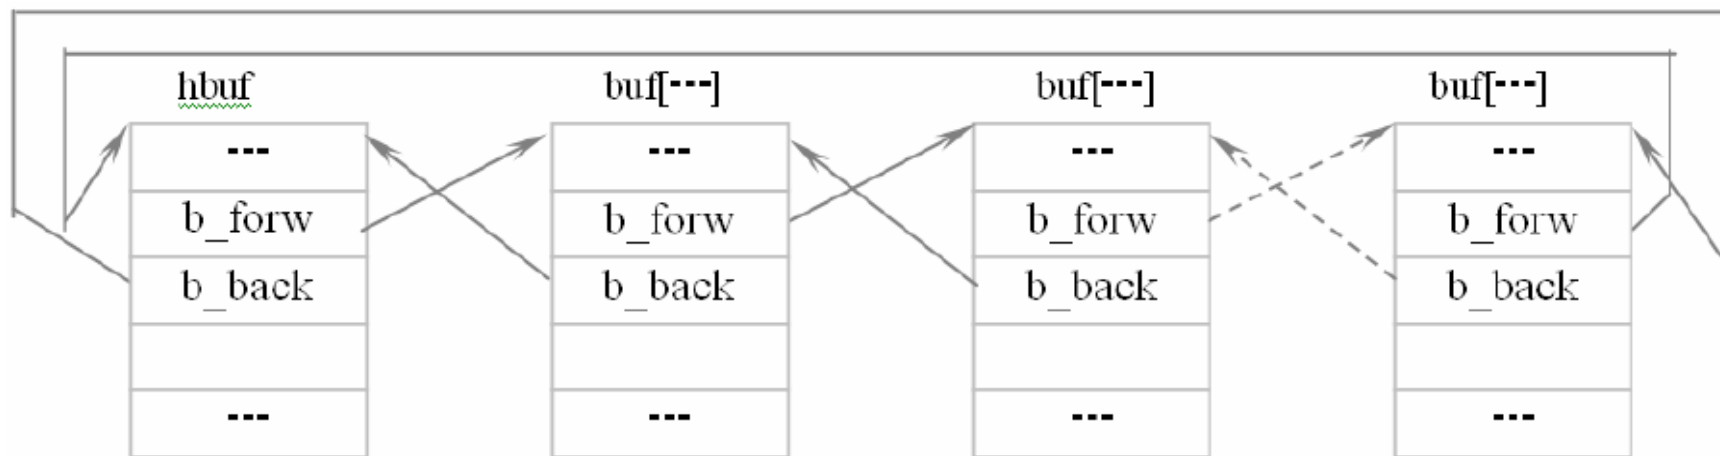 hbuf buf[---] buf[---] buf[---]
--- --- --- ---
b_forw b_forw b_forw b_forw
b_back b_back b_back b_back
--- --- --- ---